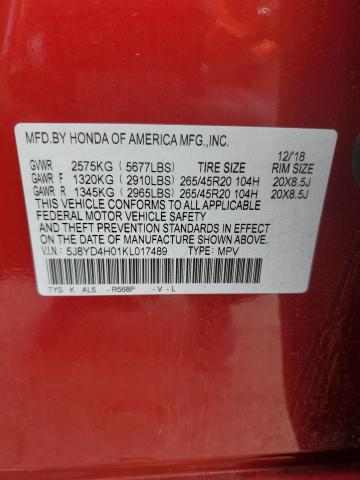 MFD.BY HONDA OF AMERICA MFG.,INC.
12/'18
GVWR 2575KG ( 5677LBS) TIRE SIZE RIM SIZE
GAWR F 1320KG ( 2910LBS) 265/45R20 104H 20X8.5J
GAWR R 1345KG ( 2965LBS) 265/45R20 104H 20X8.5J
THIS VEHICLE CONFORMS TO ALL APPLICABLE
FEDERAL MOTOR VEHICLE SAFETY
AND THEFT PREVENTION STANDARDS IN EFFECT
ON THE DATE OF MANUFACTURE SHOWN ABOVE.
V.I.N.: 5J8YD4H01KL017489 TYPE: MPV
TYS K AL5 - R568P - V - L